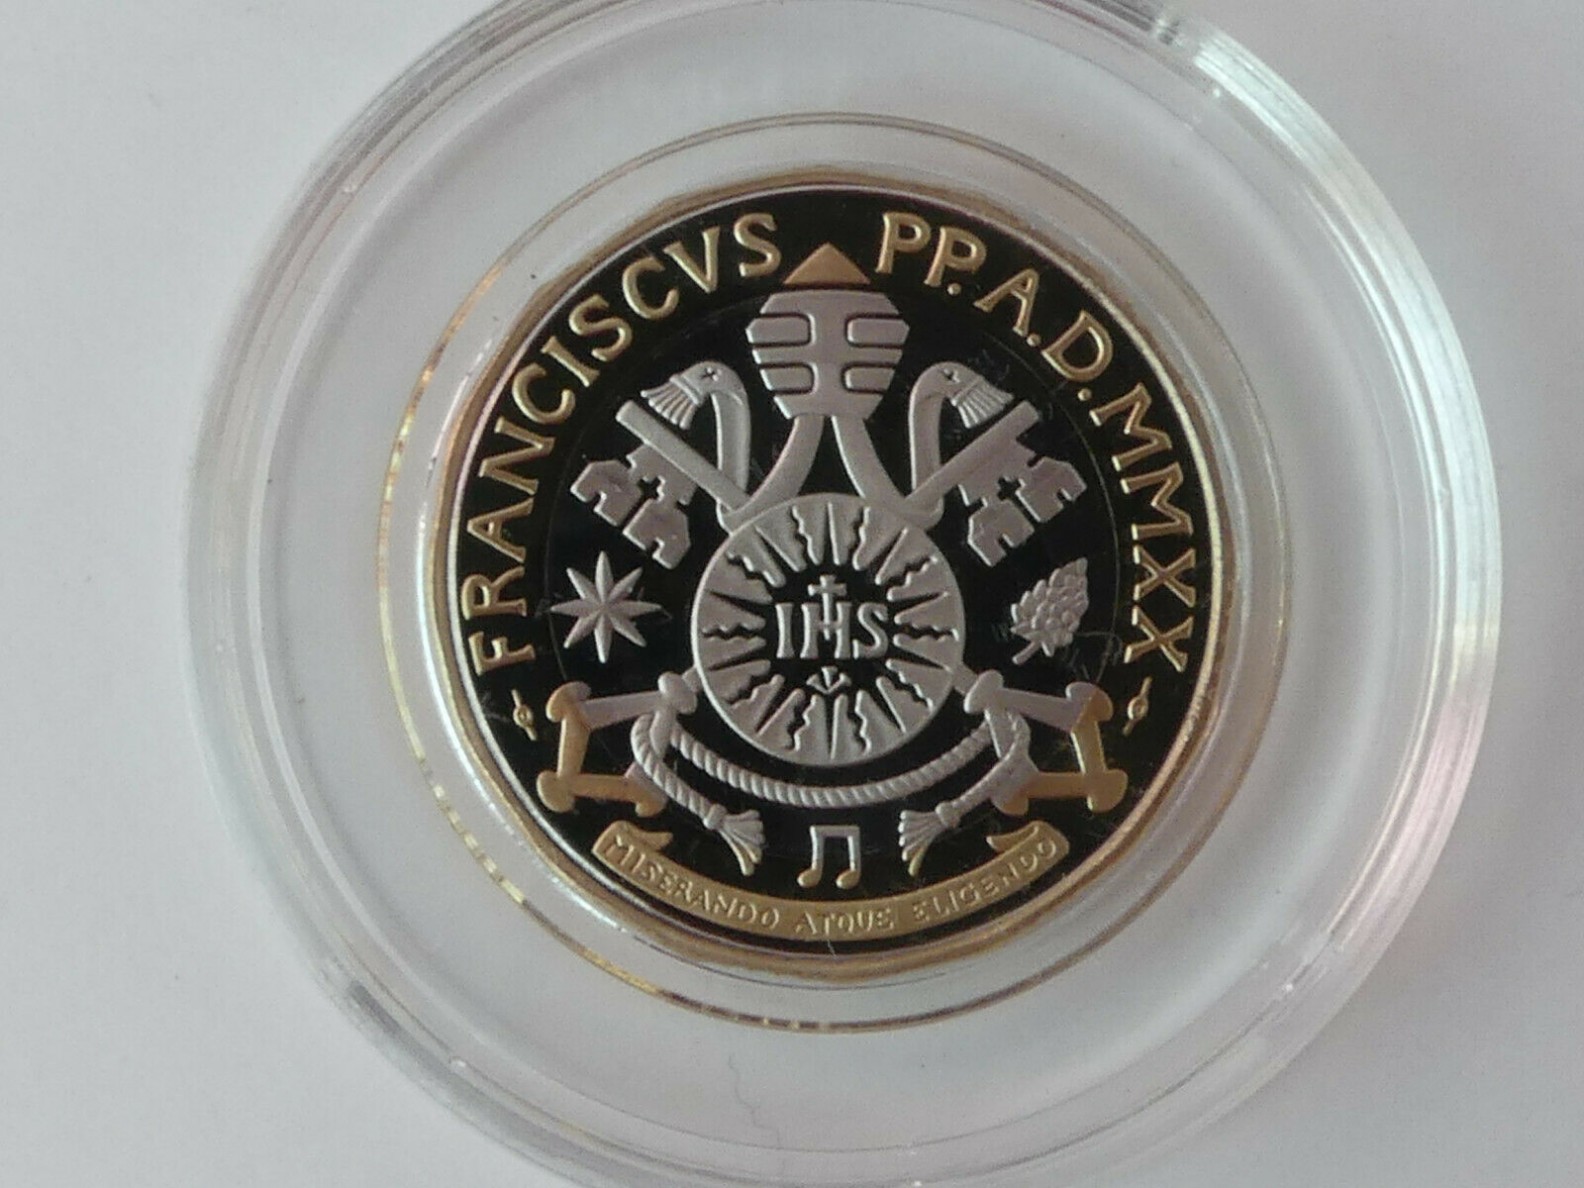 FRANCISCVS PP. A.D. MMXX
IHS
MISERANDO ATQUE ELIGENDO